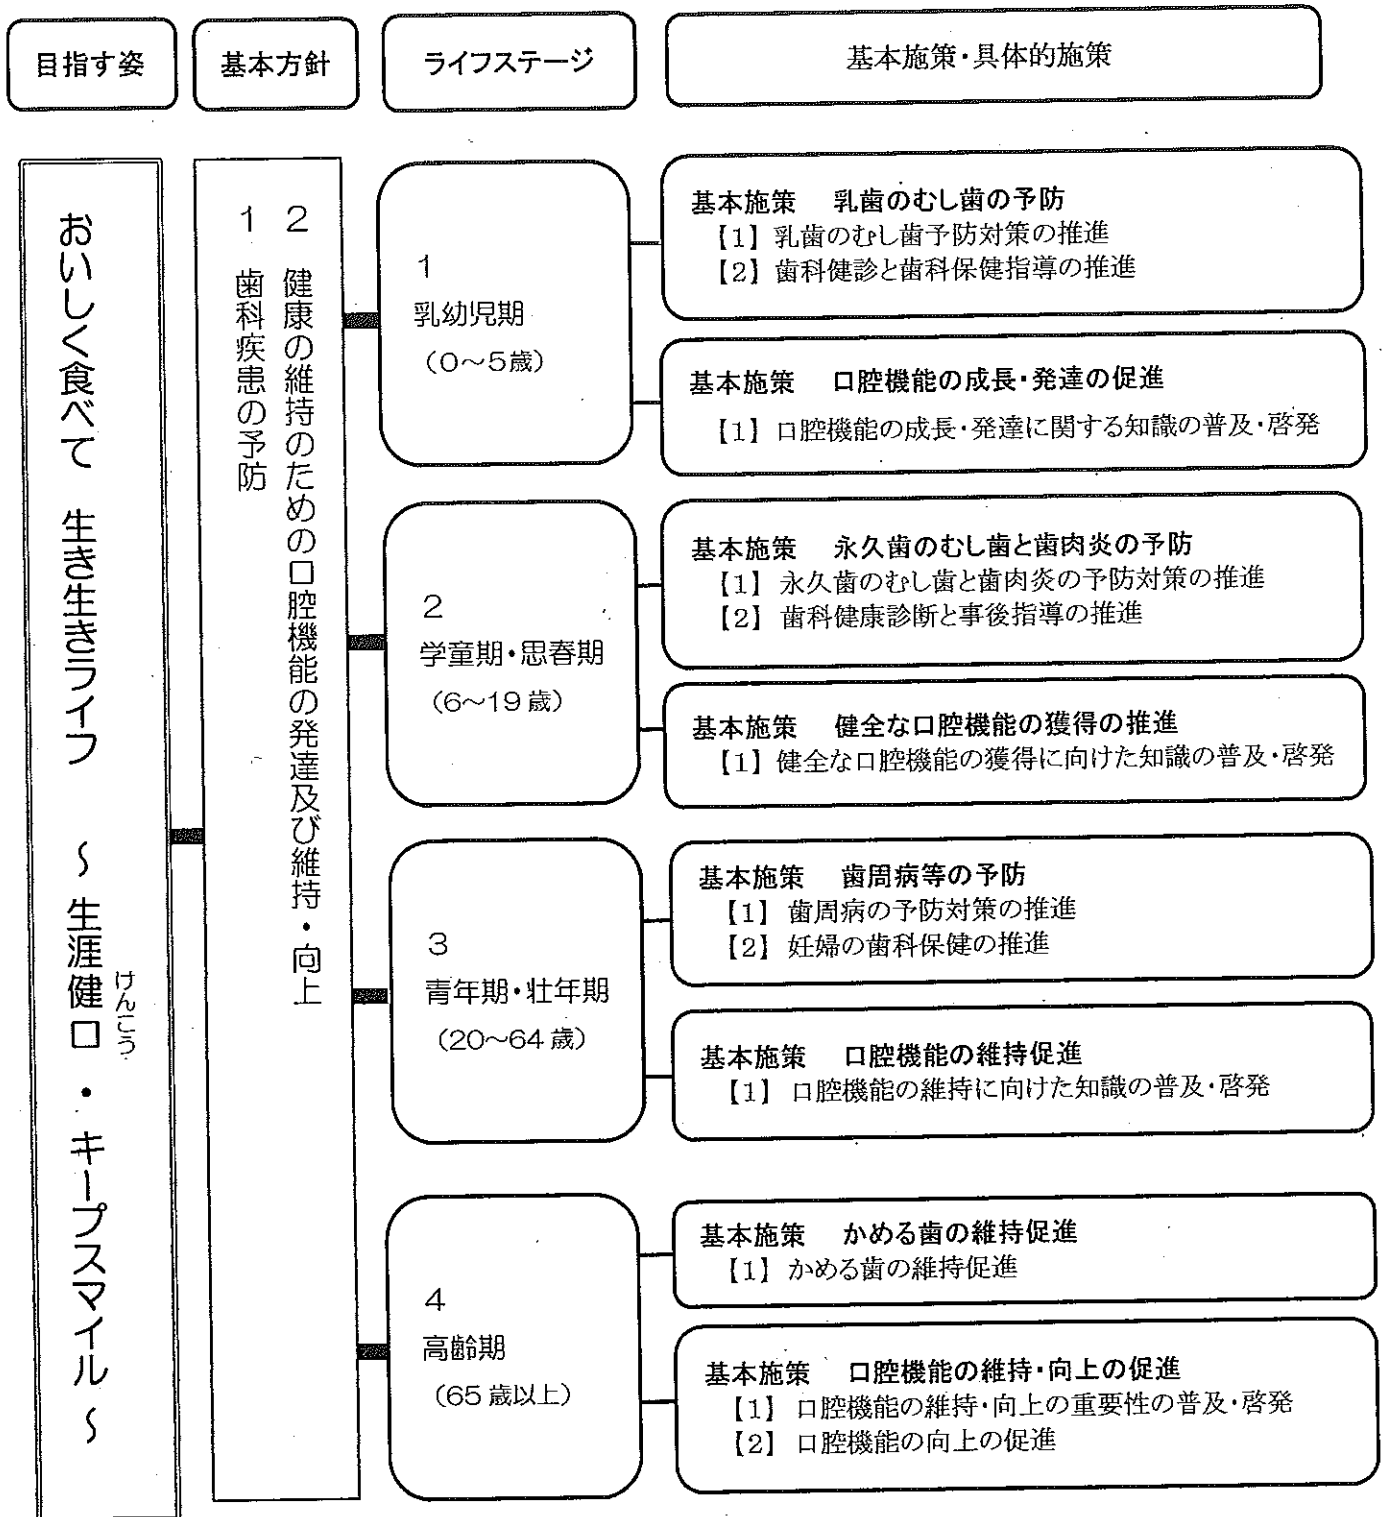 目指す姿
基本方針
ライフステージ
基本施策・具体的施策
おいしく食べて 生き生きライフ ～生涯健口・キープスマイル～
けんこう
1 歯科疾患の予防
2 健康の維持のための口腔機能の発達及び維持・向上
1
乳幼児期
（0～5歳）
基本施策 乳歯のむし歯の予防
【1】乳歯のむし歯予防対策の推進
【2】歯科健診と歯科保健指導の推進
基本施策 口腔機能の成長・発達の促進
【1】口腔機能の成長・発達に関する知識の普及・啓発
2
学童期・思春期
（6～19歳）
基本施策 永久歯のむし歯と歯肉炎の予防
【1】永久歯のむし歯と歯肉炎の予防対策の推進
【2】歯科健康診断と事後指導の推進
基本施策 健全な口腔機能の獲得の推進
【1】健全な口腔機能の獲得に向けた知識の普及・啓発
3
青年期・壮年期
（20～64歳）
基本施策 歯周病等の予防
【1】歯周病の予防対策の推進
【2】妊婦の歯科保健の推進
基本施策 口腔機能の維持促進
【1】口腔機能の維持に向けた知識の普及・啓発
4
高齢期
（65歳以上）
基本施策 かめる歯の維持促進
【1】かめる歯の維持促進
基本施策 口腔機能の維持・向上の促進
【1】口腔機能の維持・向上の重要性の普及・啓発
【2】口腔機能の向上の促進